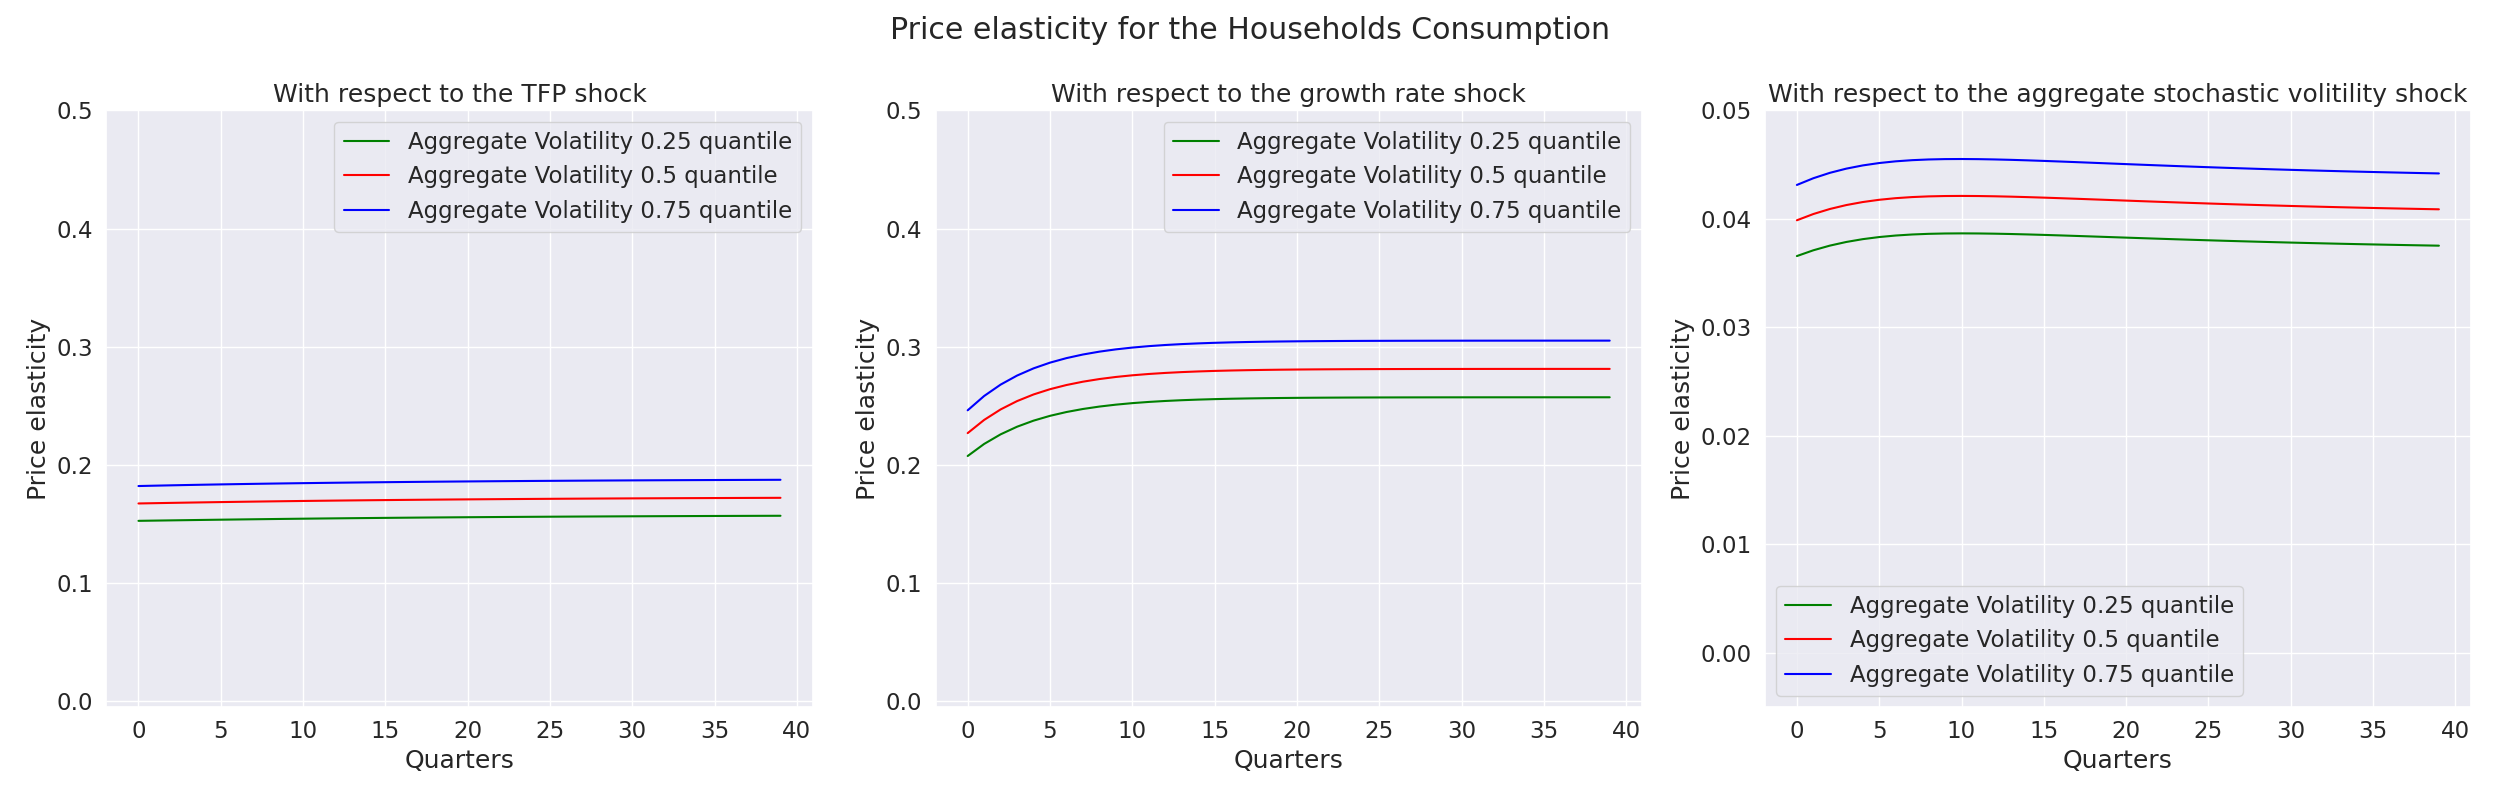 Price elasticity for the Households Consumption
With respect to the TFP shock
0.5
0.4
0.3
0.2
0.1
0.0
Price elasticity
Aggregate Volatility 0.25 quantile
Aggregate Volatility 0.5 quantile
Aggregate Volatility 0.75 quantile
0 5 10 15 20 25 30 35 40
Quarters
With respect to the growth rate shock
0.5
0.4
0.3
0.2
0.1
0.0
Price elasticity
Aggregate Volatility 0.25 quantile
Aggregate Volatility 0.5 quantile
Aggregate Volatility 0.75 quantile
0 5 10 15 20 25 30 35 40
Quarters
With respect to the aggregate stochastic volitility shock
0.05
0.04
0.03
0.02
0.01
0.00
Price elasticity
Aggregate Volatility 0.25 quantile
Aggregate Volatility 0.5 quantile
Aggregate Volatility 0.75 quantile
0 5 10 15 20 25 30 35 40
Quarters